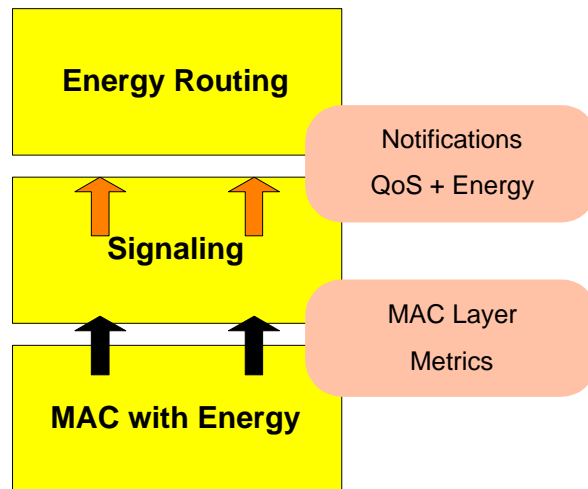 Energy Routing
Notifications
QoS + Energy
Signaling
MAC Layer
Metrics
MAC with Energy